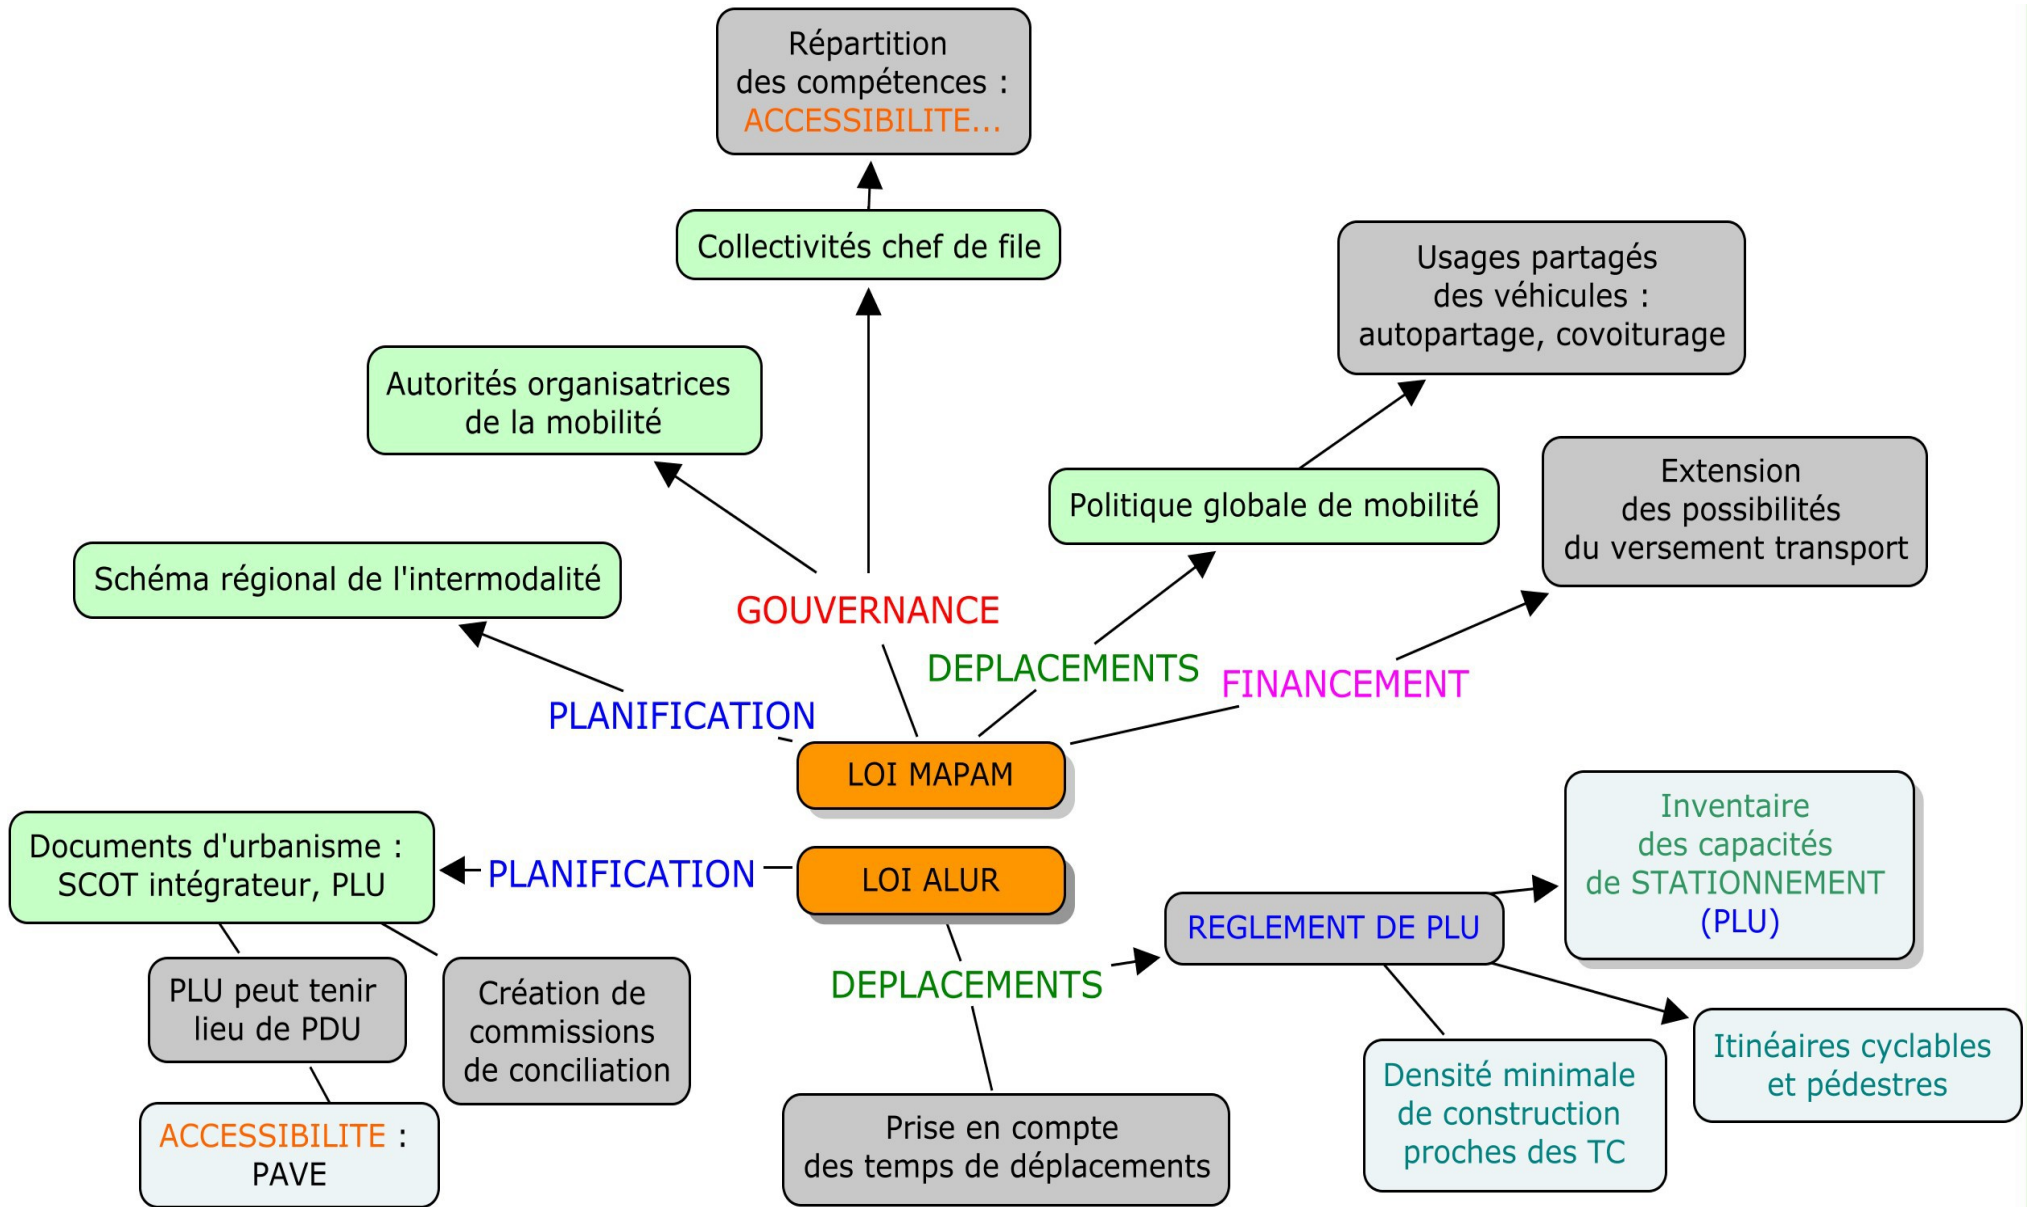 Répartition
des compétences :
ACCESSIBILITE...
Collectivités chef de file
Usages partagés
des véhicules :
autopartage, covoiturage
Autorités organisatrices
de la mobilité
Extension
des possibilités
du versement transport
Politique globale de mobilité
Schéma régional de l'intermodalité
GOUVERNANCE
DEPLACEMENTS
FINANCEMENT
PLANIFICATION
LOI MAPAM
Documents d'urbanisme :
SCOT intégrateur, PLU
PLANIFICATION
LOI ALUR
Inventaire
des capacités
de STATIONNEMENT
(PLU)
REGLEMENT DE PLU
DEPLACEMENTS
PLU peut tenir
lieu de PDU
Création de
commissions
de conciliation
Itinéaires cyclables
et pédestres
Densité minimale
de construction
proches des TC
ACCESSIBILITE :
PAVE
Prise en compte
des temps de déplacements